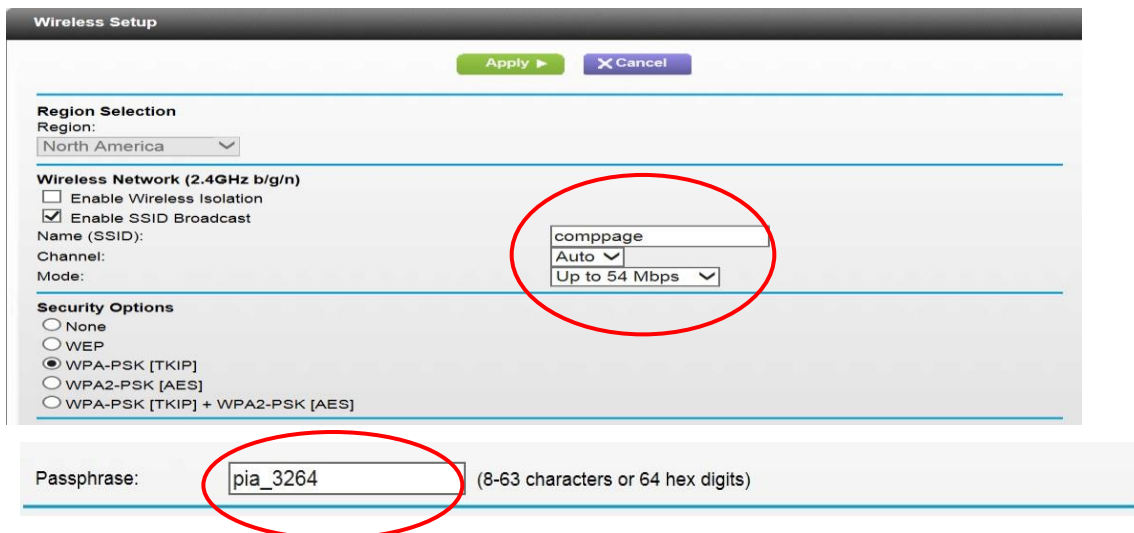 Wireless Setup
Apply
Cancel
Region Selection
Region:
North America
Wireless Network (2.4GHz b/g/n)
Enable Wireless Isolation
Enable SSID Broadcast
Name (SSID): comppage
Channel: Auto
Mode: Up to 54 Mbps
Security Options
None
WEP
WPA-PSK [TKIP]
WPA2-PSK [AES]
WPA-PSK [TKIP] + WPA2-PSK [AES]
Passphrase: pia_3264 (8-63 characters or 64 hex digits)